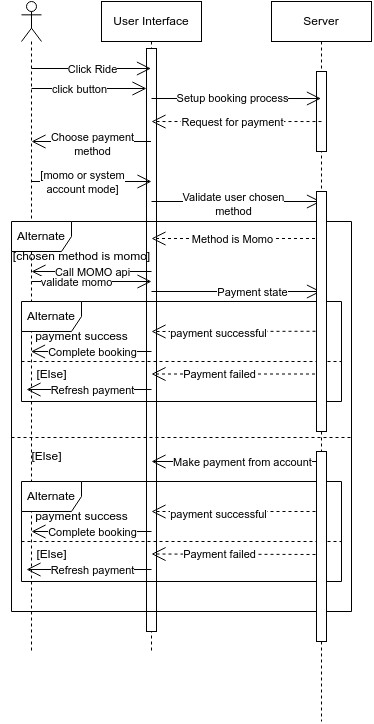 User Interface
Server
Click Ride
click button
Setup booking process
Request for payment
Choose payment
method
[momo or system
account mode]
Validate user chosen
method
Alternate
Method is Momo
[chosen method is momo]
Call MOMO api
validate momo
Payment state
Alternate
payment success
payment successful
Complete booking
[Else]
Payment failed
Refresh payment
[Else]
Make payment from account
Alternate
payment success
payment successful
Complete booking
[Else]
Payment failed
Refresh payment